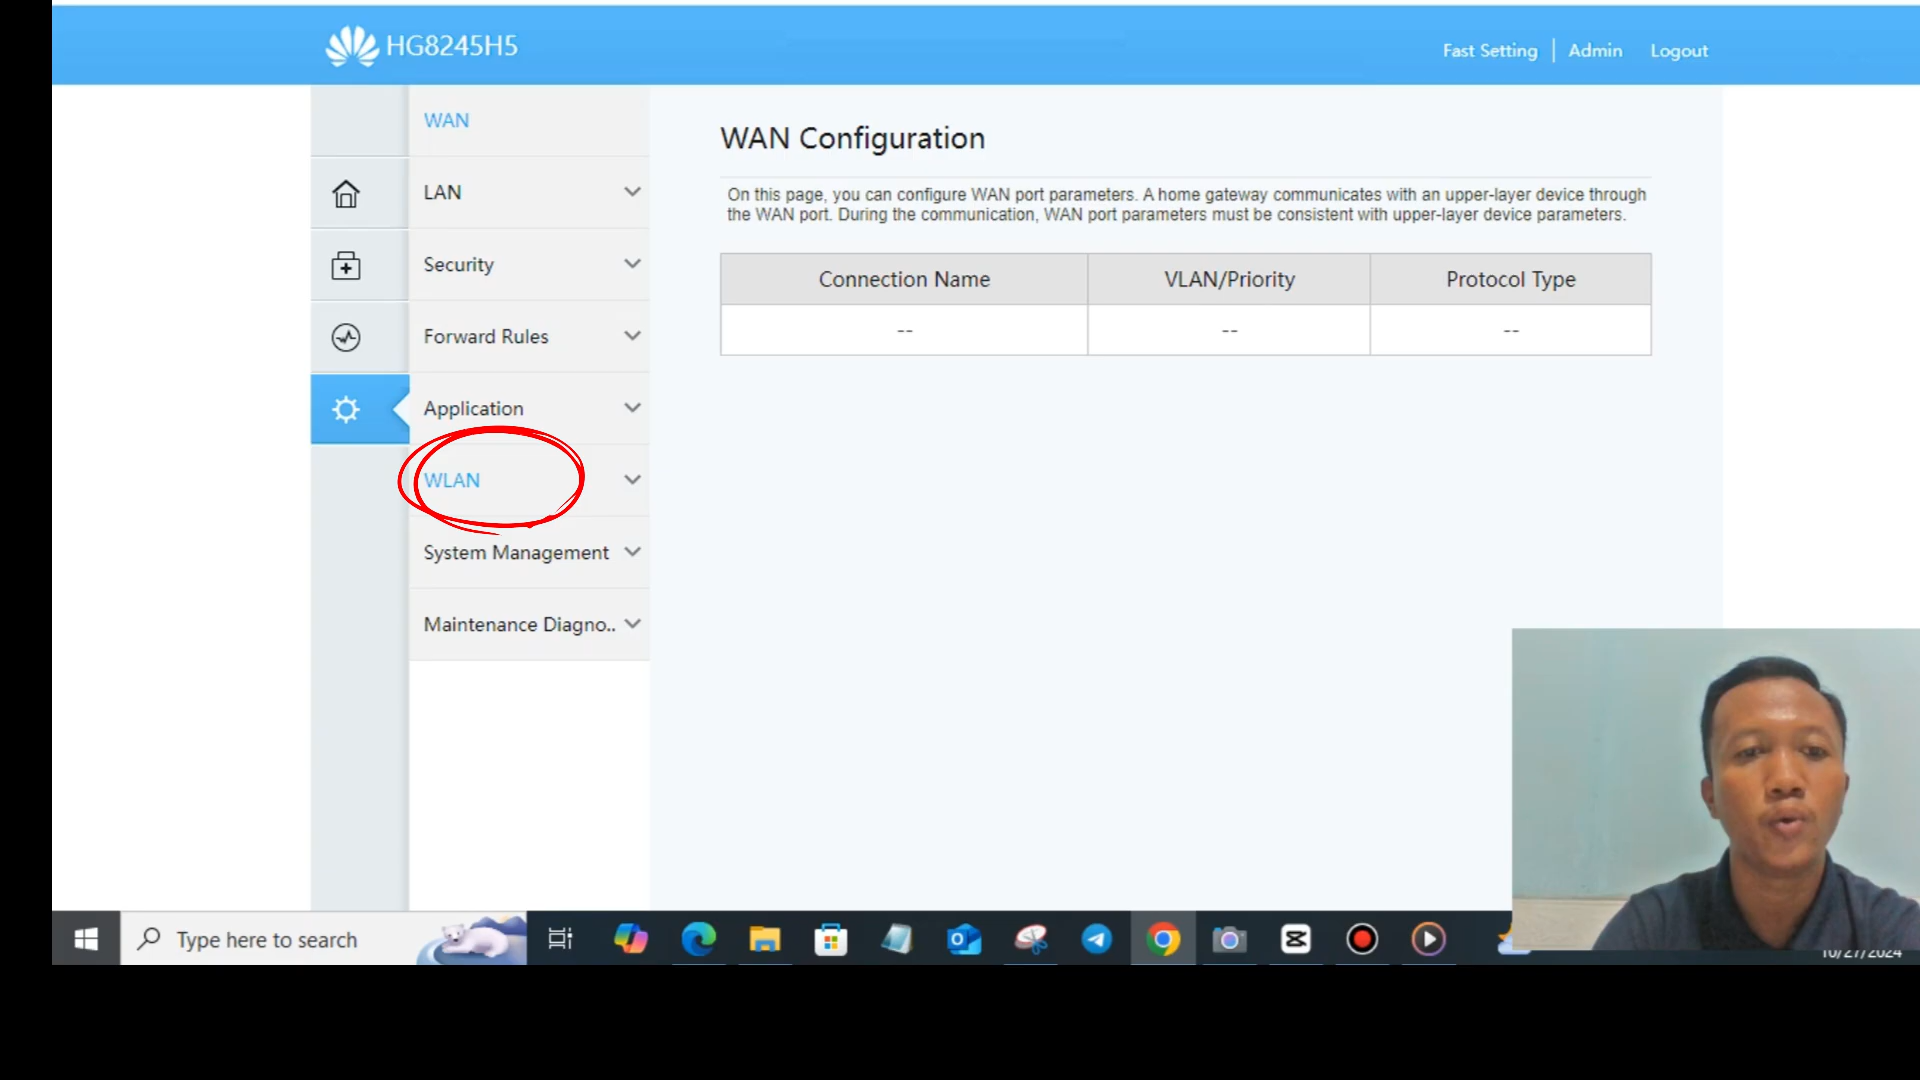 HG8245H5
Fast Setting
Admin
Logout
WAN
LAN
Security
Forward Rules
Application
WLAN
System Management
Maintenance Diagno..
WAN Configuration
On this page, you can configure WAN port parameters. A home gateway communicates with an upper-layer device through
the WAN port. During the communication, WAN port parameters must be consistent with upper-layer device parameters.
Connection Name VLAN/Priority Protocol Type
-- -- --
Type here to search
10/27/2024